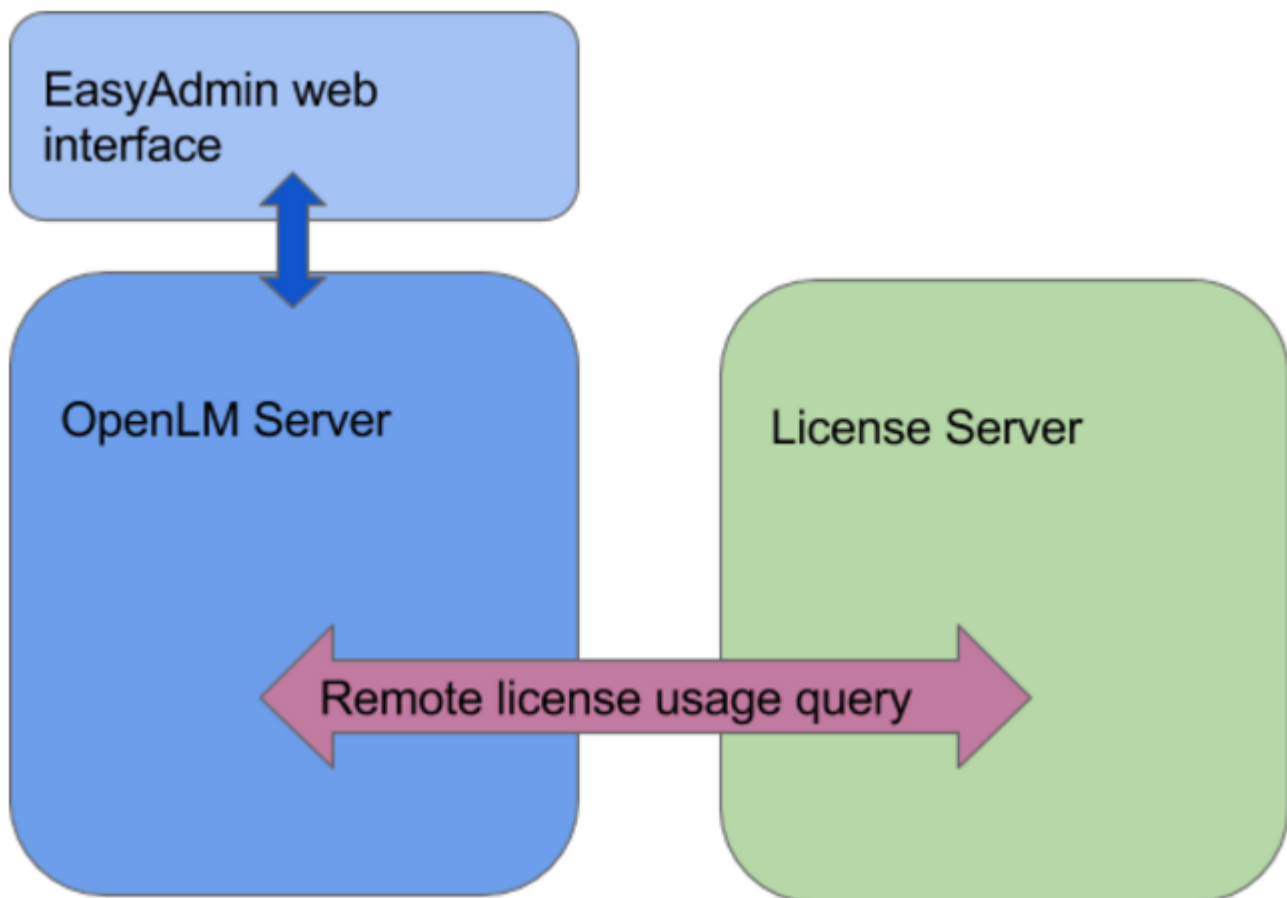 EasyAdmin web
interface
OpenLM Server
License Server
Remote license usage query